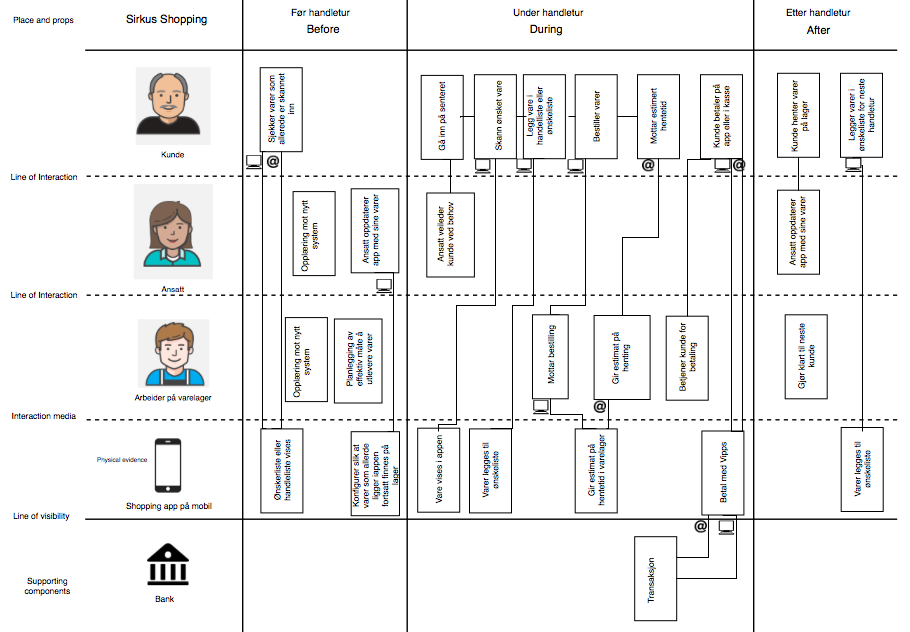 Place and props
Sirkus Shopping
Før handletur
Before
Under handletur
During
Etter handletur
After
Kunde
Sjekker varer som
allerede er skannet
inn
@
Gå inn på senteret
Skann ønsket vare
Legg vare i
handelliste eller
ønskeliste
Bestiller varer
Mottar estimert
hentetid
@
Kunde betaler på
app eller i kasse
@
Kunde henter varer
på lager
Legger varer i
ønskeliste for neste
handletur
Line of Interaction
Ansatt
Opplæring mot nytt
system
Ansatt oppdaterer
app med sine varer
Ansatt veileder
kunde ved behov
Ansatt oppdaterer
app med sine varer
Line of Interaction
Arbeider på varelager
Opplæring mot nytt
system
Planlegging av
effektiv måte å
utlevere varer
Mottar bestilling
Gir estimat på
henting
@
Betjener kunde for
betaling
Gjør klart til neste
kunde
Interaction media
Physical evidence
Shopping app på mobil
Ønskerliste eller
handleliste vises
Konfigurer slik at
varer som allerde
ligger iappen
fortsatt finnes på
lager
Vare vises i appen
Varer legges til
ønskeliste
Gir estimat på
hentetid i varelager
Betal med Vipps
Varer legges til
ønskeliste
Line of visibility
@
Supporting
components
Bank
Transaksjon